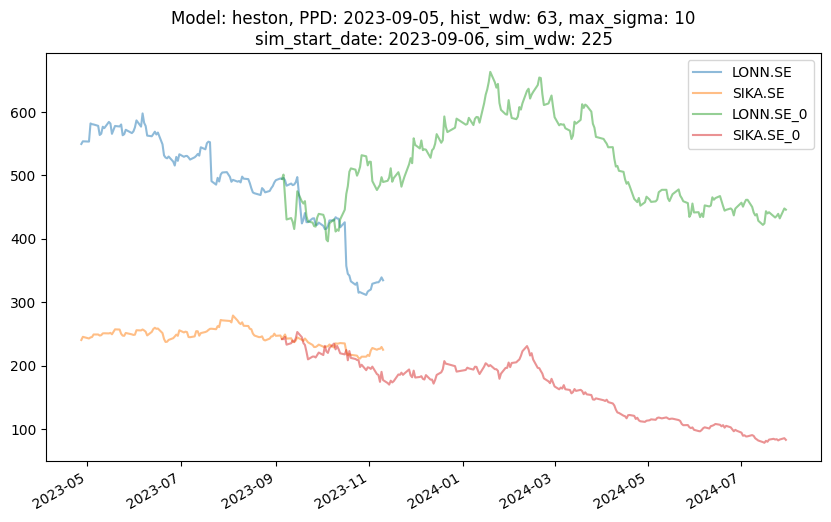 Model: heston, PPD: 2023-09-05, hist_wdw: 63, max_sigma: 10
sim_start_date: 2023-09-06, sim_wdw: 225
LONN.SE
SIKA.SE
LONN.SE_0
SIKA.SE_0
600
500
400
300
200
100
2023-05
2023-07
2023-09
2023-11
2024-01
2024-03
2024-05
2024-07